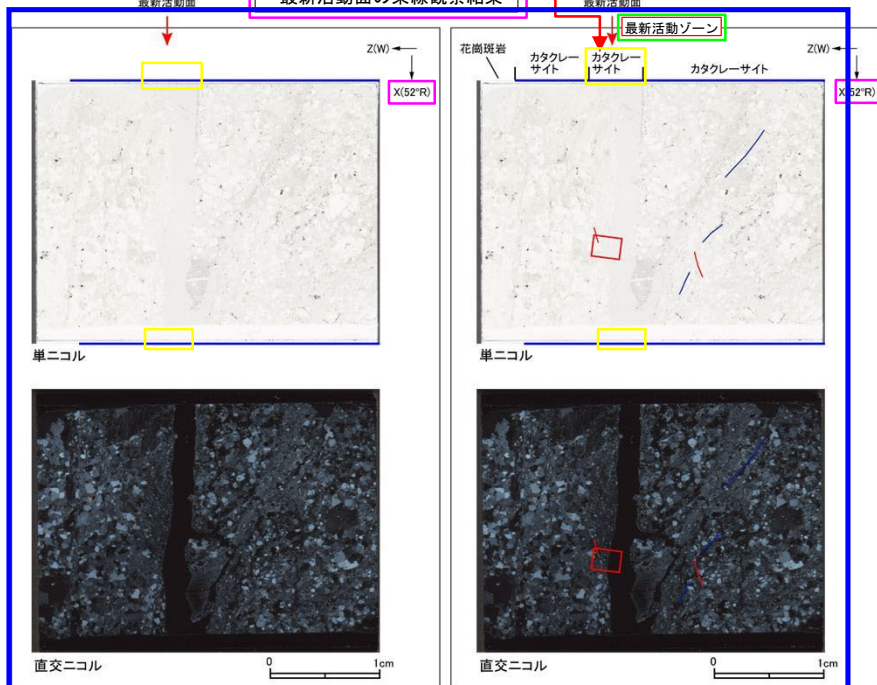 最新活動面の条線観察結果
最新活動面
最新活動面
最新活動ゾーン
Z(W)
X(52°R)
花崗斑岩
カタクレー
サイト
カタクレー
サイト
カタクレーサイト
Z(W)
X(52°R)
単ニコル
単ニコル
直交ニコル
0
1cm
直交ニコル
0
1cm